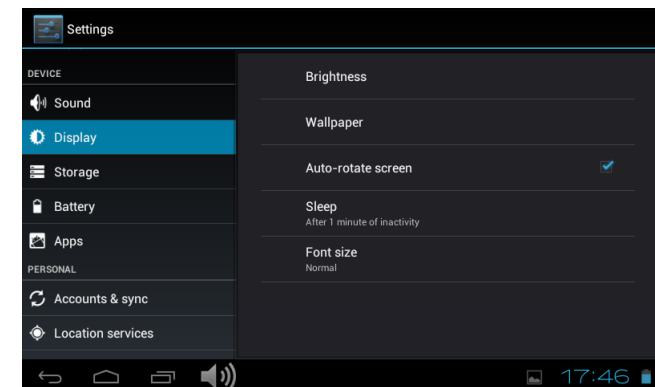 Settings
DEVICE
Sound
Display
Storage
Battery
Apps
PERSONAL
Accounts & sync
Location services
Brightness
Wallpaper
Auto-rotate screen
Sleep
After 1 minute of inactivity
Font size
Normal
17:46